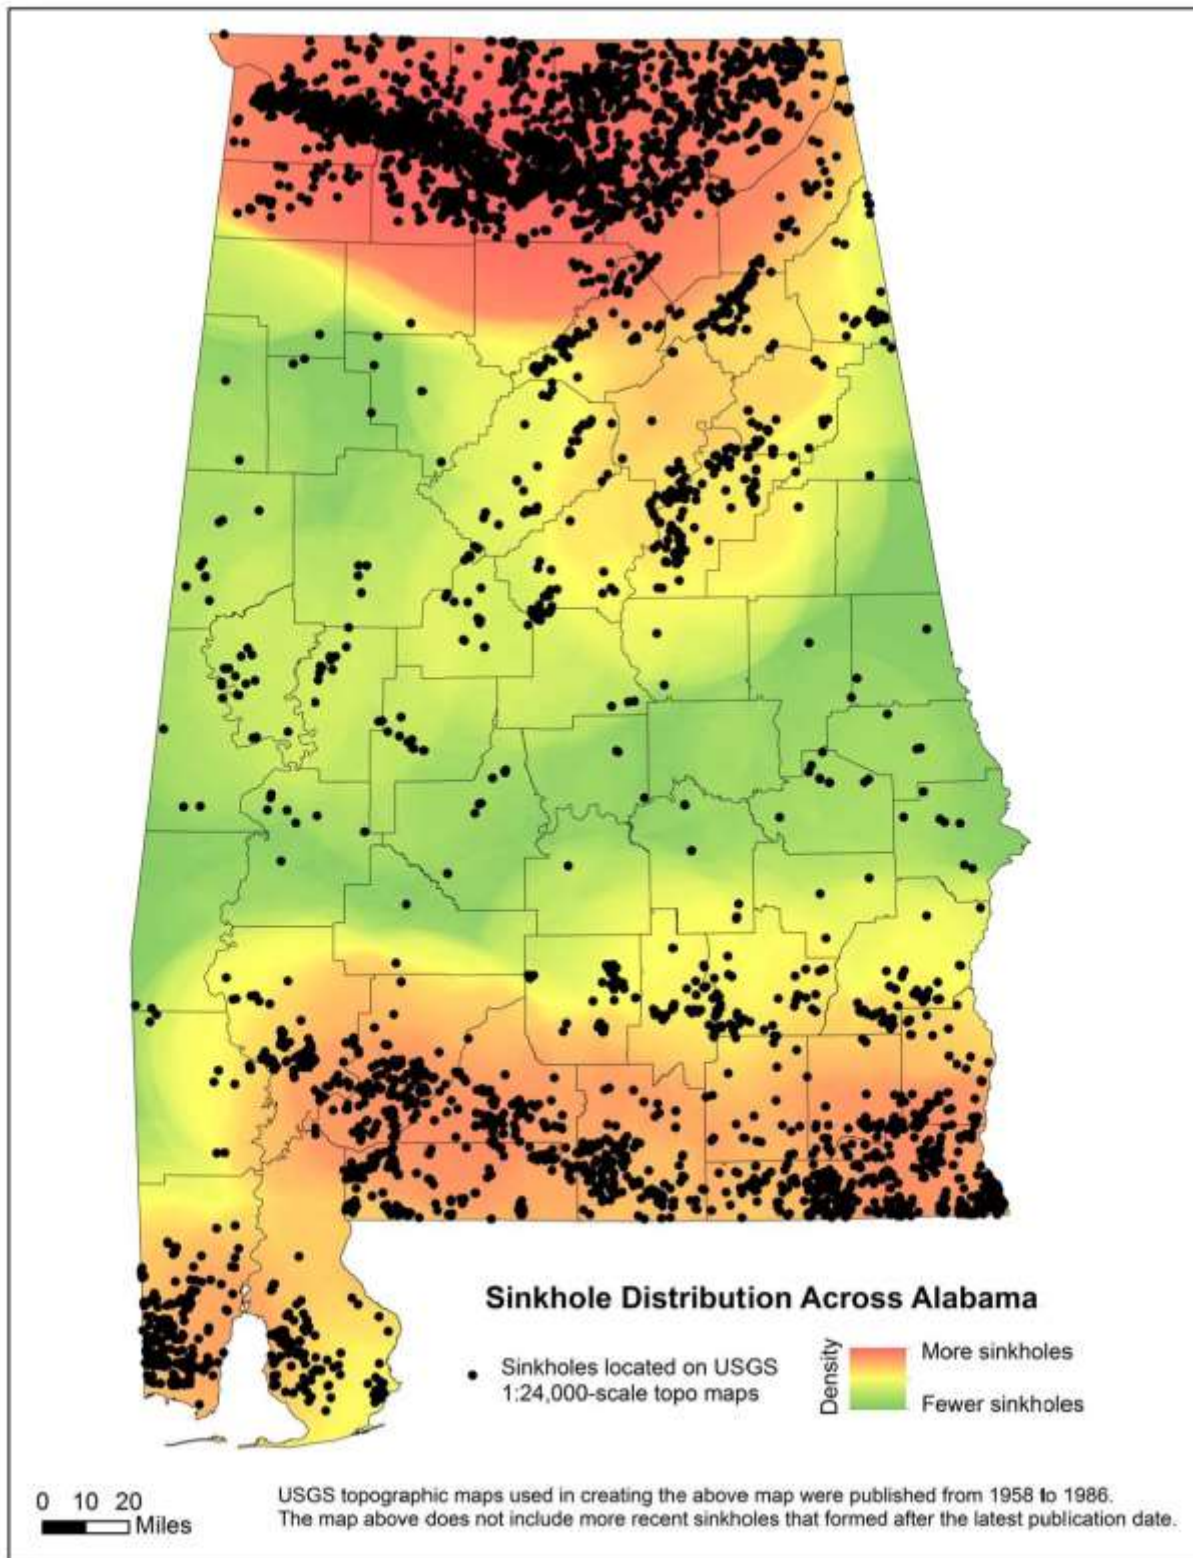 Sinkhole Distribution Across Alabama
Sinkholes located on USGS
1:24,000-scale topo maps
Density
More sinkholes
Fewer sinkholes
0 10 20
Miles
USGS topographic maps used in creating the above map were published from 1958 to 1986.
The map above does not include more recent sinkholes that formed after the latest publication date.